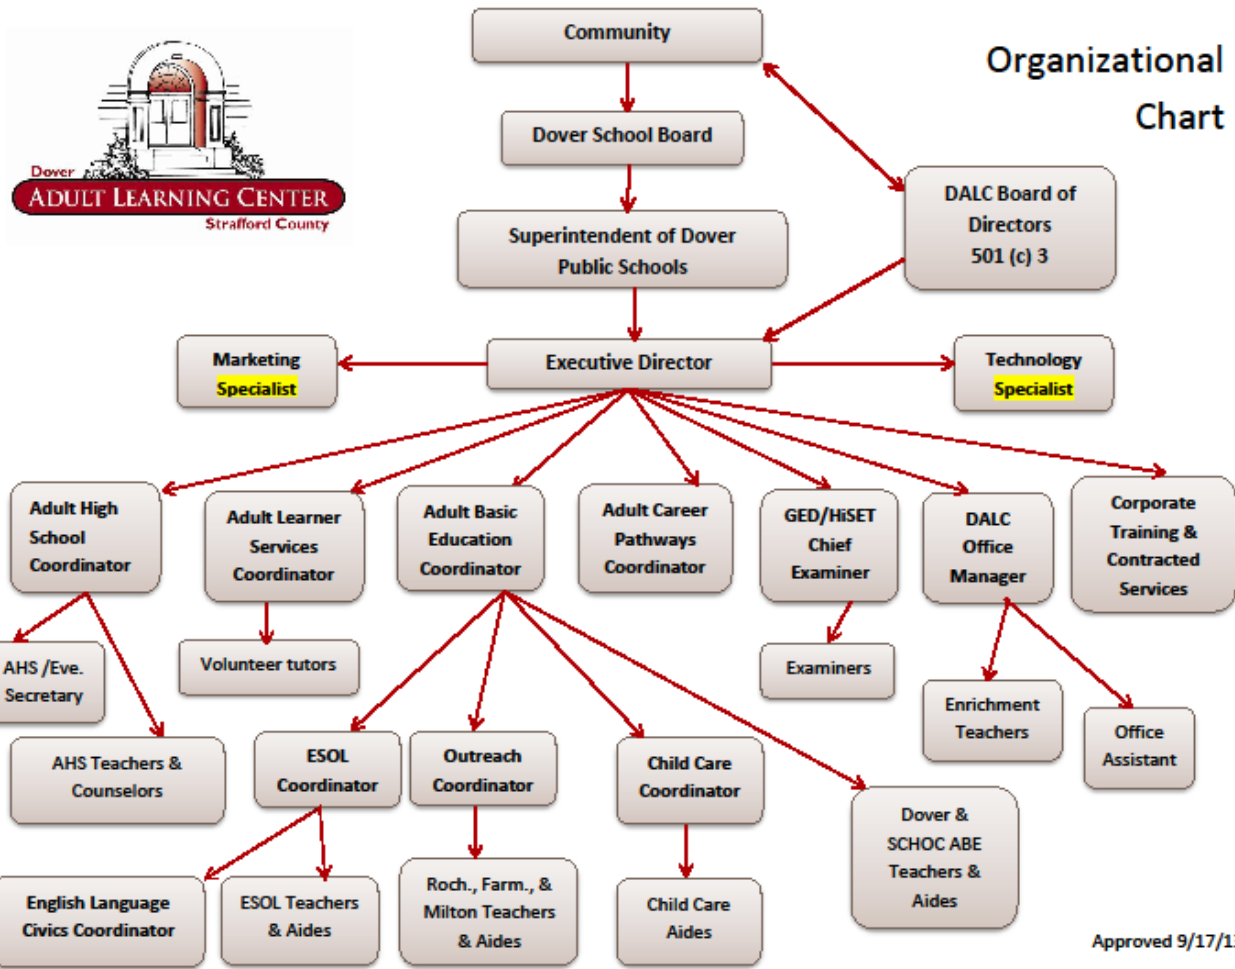 Community
Organizational
Chart
Dover
ADULT LEARNING CENTER
Strafford County
Dover School Board
DALC Board of
Directors
501 (c) 3
Superintendent of Dover
Public Schools
Marketing
Specialist
Executive Director
Technology
Specialist
Adult High
School
Coordinator
Adult Learner
Services
Coordinator
Adult Basic
Education
Coordinator
Adult Career
Pathways
Coordinator
GED/HiSET
Chief
Examiner
DALC
Office
Manager
Corporate
Training &
Contracted
Services
AHS /Eve.
Secretary
Volunteer tutors
Examiners
Enrichment
Teachers
Office
Assistant
AHS Teachers &
Counselors
ESOL
Coordinator
Outreach
Coordinator
Child Care
Coordinator
Dover &
SCHOC ABE
Teachers &
Aides
English Language
Civics Coordinator
ESOL Teachers
& Aides
Roch., Farm., &
Milton Teachers
& Aides
Child Care
Aides
Approved